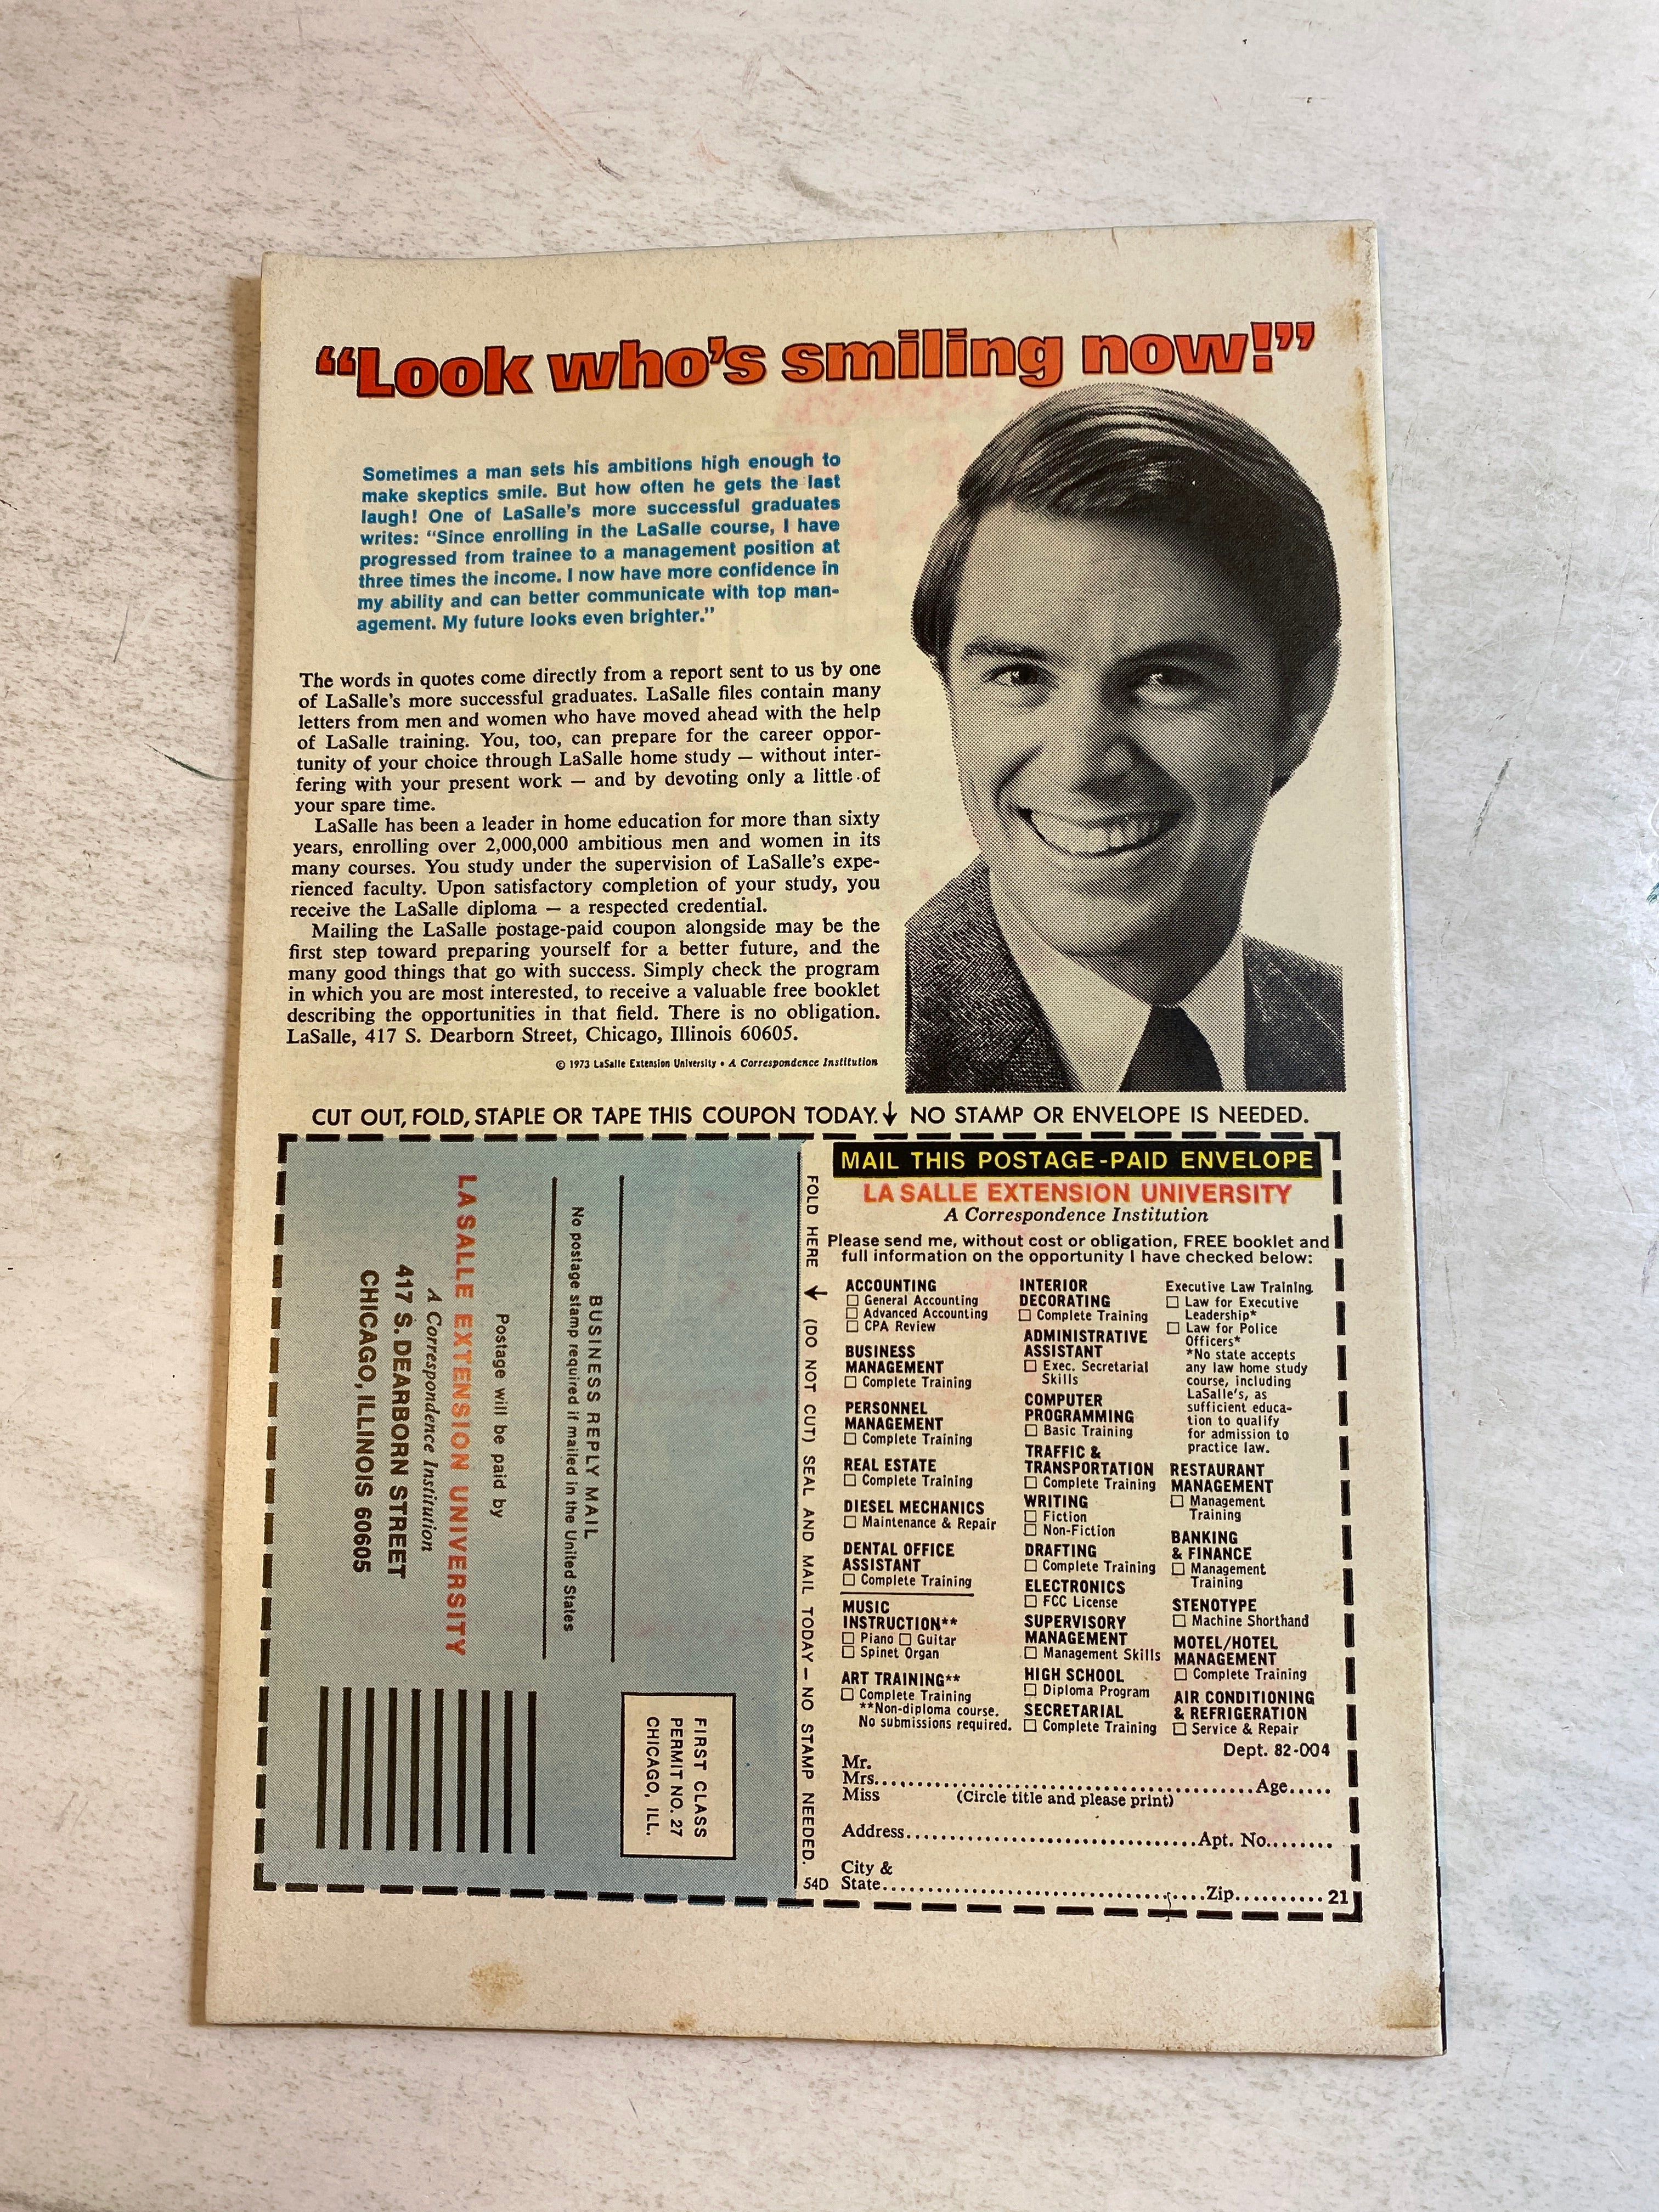 “Look who’s smiling now!”
Sometimes a man sets his ambitions high enough to
make skeptics smile. But how often he gets the last
laugh! One of LaSalle’s more successful graduates
writes: “Since enrolling in the LaSalle course, I have
progressed from trainee to a management position at
three times the income. I now have more confidence in
my ability and can better communicate with top man-
agement. My future looks even brighter.”
The words in quotes come directly from a report sent to us by one
of LaSalle’s more successful graduates. LaSalle files contain many
letters from men and women who have moved ahead with the help
of LaSalle training. You, too, can prepare for the career oppor-
tunity of your choice through LaSalle home study — without inter-
fering with your present work — and by devoting only a little of
your spare time.
LaSalle has been a leader in home education for more than sixty
years, enrolling over 2,000,000 ambitious men and women in its
many courses. You study under the supervision of LaSalle’s expe-
rienced faculty. Upon satisfactory completion of your study, you
receive the LaSalle diploma — a respected credential.
Mailing the LaSalle postage-paid coupon alongside may be the
first step toward preparing yourself for a better future, and the
many good things that go with success. Simply check the program
in which you are most interested, to receive a valuable free booklet
describing the opportunities in that field. There is no obligation.
LaSalle, 417 S. Dearborn Street, Chicago, Illinois 60605.
© 1973 LaSalle Extension University • A Correspondence Institution
CUT OUT, FOLD, STAPLE OR TAPE THIS COUPON TODAY. ↓ NO STAMP OR ENVELOPE IS NEEDED.
FIRST CLASS
PERMIT NO. 27
CHICAGO, ILL.
BUSINESS REPLY MAIL
No postage stamp required if mailed in the United States
Postage will be paid by
LA SALLE EXTENSION UNIVERSITY
A Correspondence Institution
417 S. DEARBORN STREET
CHICAGO, ILLINOIS 60605
FOLD HERE ↓ (DO NOT CUT) SEAL AND MAIL TODAY — NO STAMP NEEDED.
54D
MAIL THIS POSTAGE-PAID ENVELOPE
LA SALLE EXTENSION UNIVERSITY
A Correspondence Institution
Please send me, without cost or obligation, FREE booklet and
full information on the opportunity I have checked below:
ACCOUNTING
☐ General Accounting
☐ Advanced Accounting
☐ CPA Review
BUSINESS
MANAGEMENT
☐ Complete Training
PERSONNEL
MANAGEMENT
☐ Complete Training
REAL ESTATE
☐ Complete Training
DIESEL MECHANICS
☐ Maintenance & Repair
DENTAL OFFICE
ASSISTANT
☐ Complete Training
MUSIC
INSTRUCTION**
☐ Piano ☐ Guitar
☐ Spinet Organ
ART TRAINING**
☐ Complete Training
**Non-diploma course.
No submissions required.
INTERIOR
DECORATING
☐ Complete Training
ADMINISTRATIVE
ASSISTANT
☐ Exec. Secretarial
Skills
COMPUTER
PROGRAMMING
☐ Basic Training
TRAFFIC &
TRANSPORTATION
☐ Complete Training
WRITING
☐ Fiction
☐ Non-Fiction
DRAFTING
☐ Complete Training
ELECTRONICS
☐ FCC License
SUPERVISORY
MANAGEMENT
☐ Management Skills
HIGH SCHOOL
☐ Diploma Program
SECRETARIAL
☐ Complete Training
Executive Law Training
☐ Law for Executive
Leadership*
☐ Law for Police
Officers*
*No state accepts
any law home study
course, including
LaSalle’s, as
sufficient educa-
tion to qualify
for admission to
practice law.
RESTAURANT
MANAGEMENT
☐ Management
Training
BANKING
& FINANCE
☐ Management
Training
STENOTYPE
☐ Machine Shorthand
MOTEL/HOTEL
MANAGEMENT
☐ Complete Training
AIR CONDITIONING
& REFRIGERATION
☐ Service & Repair
Dept. 82-004
Mr.
Mrs.......................................................Age.....
Miss (Circle title and please print)
Address.......................................Apt. No........
City &
State............................................Zip.......... 21